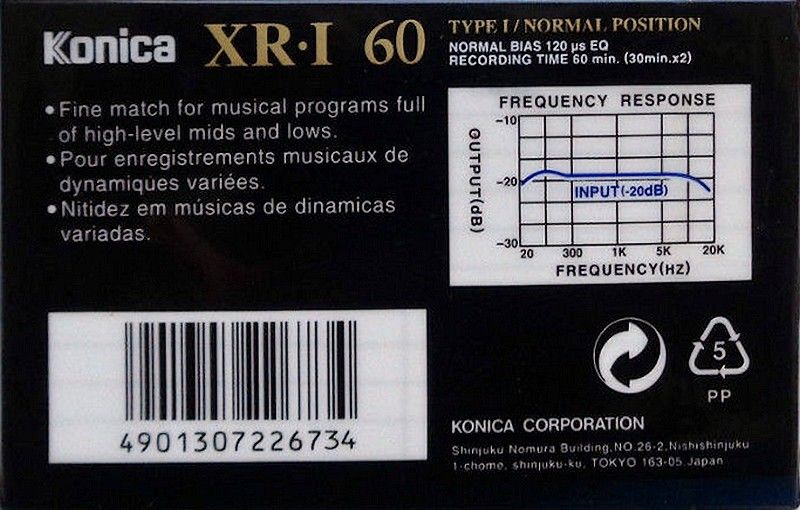 Konica XR·I 60
TYPE I / NORMAL POSITION
NORMAL BIAS 120 µs EQ
RECORDING TIME 60 min. (30min.x2)
•Fine match for musical programs full
of high-level mids and lows.
•Pour enregistrements musicaux de
dynamiques variées.
•Nitidez em músicas de dinamicas
variadas.
FREQUENCY RESPONSE
OUTPUT(dB)
-10
-20
-30
INPUT(-20dB)
20 300 1K 5K 20K
FREQUENCY(HZ)
4901307226734
5
PP
KONICA CORPORATION
Shinjuku Nomura Building.NO.26-2.Nishishinjuku
1-chome, shinjuku-ku, TOKYO 163-05.Japan